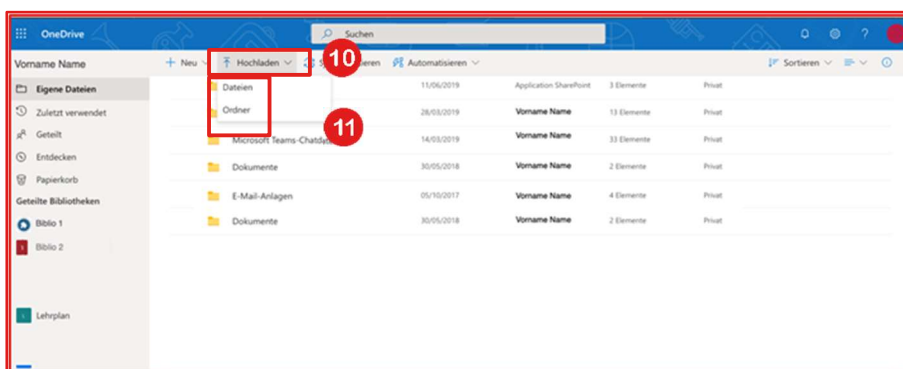 OneDrive
Suchen
?
Vorname Name
Neu
Hochladen
10
Automatisieren
Sortieren
Eigene Dateien
Dateien
11/06/2019 Application SharePoint 3 Elemente Privat
Zuletzt verwendet
Ordner
28/03/2019 Vorname Name 13 Elemente Privat
11
Geteilt
Microsoft Teams-Chatdat
14/03/2019 Vorname Name 33 Elemente Privat
Entdecken
Dokumente 30/05/2018 Vorname Name 2 Elemente Privat
Papierkorb
Geteilte Bibliotheken
E-Mail-Anlagen 05/10/2017 Vorname Name 4 Elemente Privat
Biblio 1
Dokumente 30/05/2018 Vorname Name 2 Elemente Privat
Biblio 2
Lehrplan